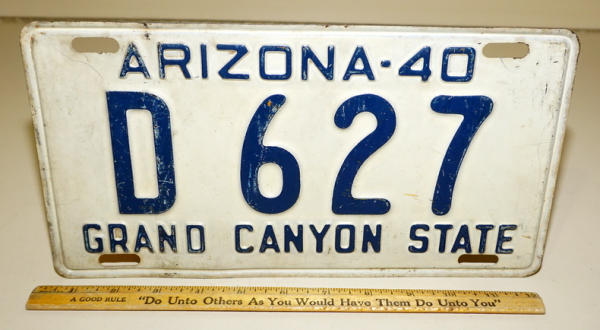 ARIZONA-40
D 627
GRAND CANYON STATE
A GOOD RULE "Do Unto Others As You Would Have Them Do Unto You"